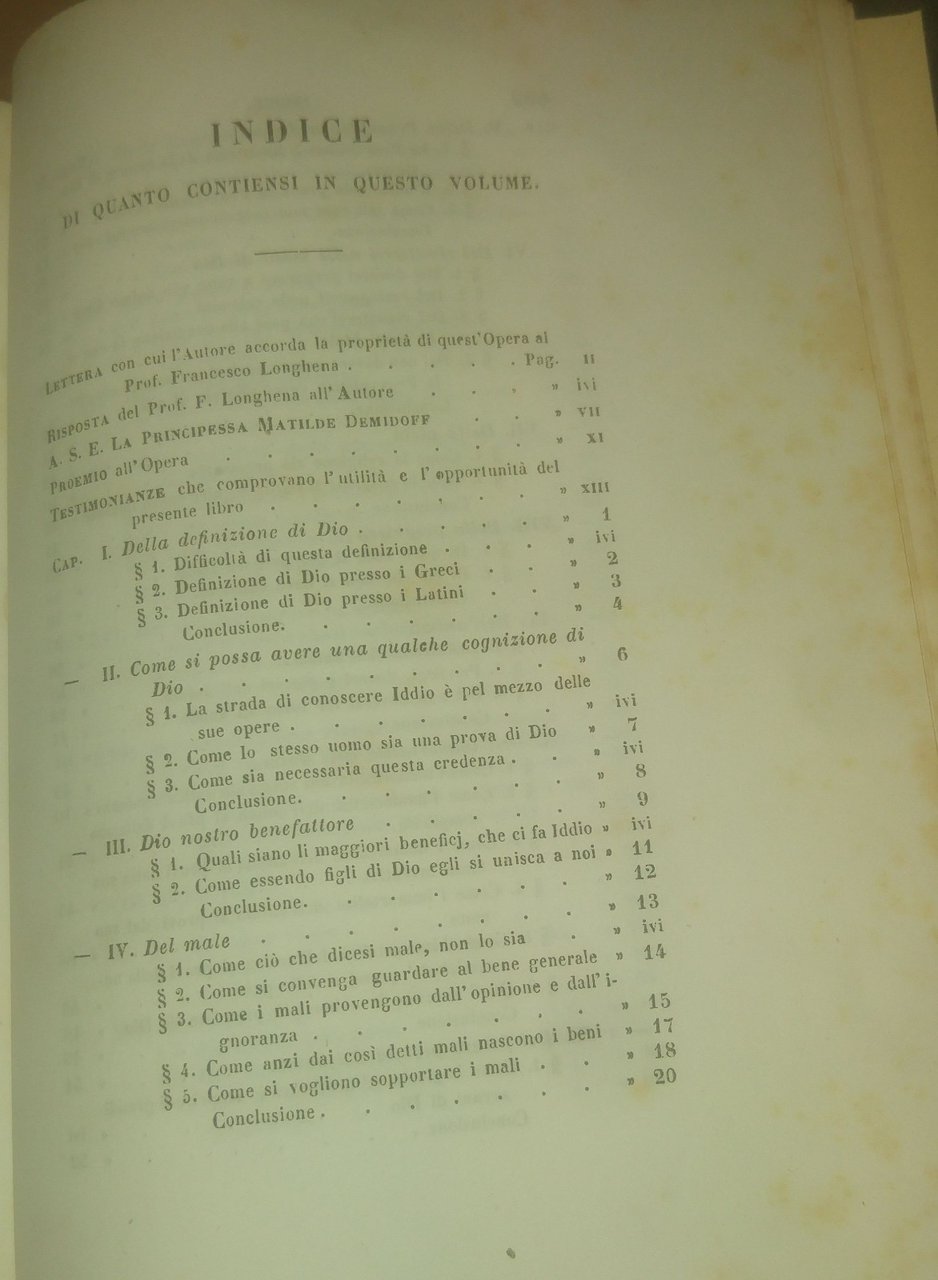 INDICE
DI QUANTO CONTIENSI IN QUESTO VOLUME.
LETTERA con cui l'Autore accorda la proprietà di quest'Opera al
Prof. Francesco Longhena . . . . . Pag. II
RISPOSTA del Prof. F. Longhena all'Autore . . . » ivi
A. S. E. LA PRINCIPESSA MATILDE DEMIDOFF . . » VII
PROEMIO all'Opera . . . . . . . » XI
TESTIMONIANZE che comprovano l'utilità e l'opportunità del
presente libro . . . . . . . » XIII
CAP. I. Della definizione di Dio . . . . . » 1
§ 1. Difficoltà di questa definizione . . . » ivi
§ 2. Definizione di Dio presso i Greci . . » 2
§ 3. Definizione di Dio presso i Latini . . » 3
Conclusione. . . . . . . » 4
— II. Come si possa avere una qualche cognizione di
Dio . . . . . . . . . » 6
§ 1. La strada di conoscere Iddio è pel mezzo delle
sue opere . . . . . . . » ivi
§ 2. Come lo stesso uomo sia una prova di Dio » 7
§ 3. Come sia necessaria questa credenza . . » ivi
Conclusione. . . . . . . » 8
— III. Dio nostro benefattore . . . . . » 9
§ 1. Quali siano li maggiori beneficj, che ci fa Iddio » ivi
§ 2. Come essendo figli di Dio egli si unisca a noi » 11
Conclusione. . . . . . . » 12
— IV. Del male . . . . . . . » 13
§ 1. Come ciò che dicesi male, non lo sia . » ivi
§ 2. Come si convenga guardare al bene generale » 14
§ 3. Come i mali provengono dall'opinione e dall'i-
gnoranza . . . . . . . » 15
§ 4. Come anzi dai così detti mali nascono i beni » 17
§ 5. Come si vogliono sopportare i mali . . » 18
Conclusione . . . . . . . » 20